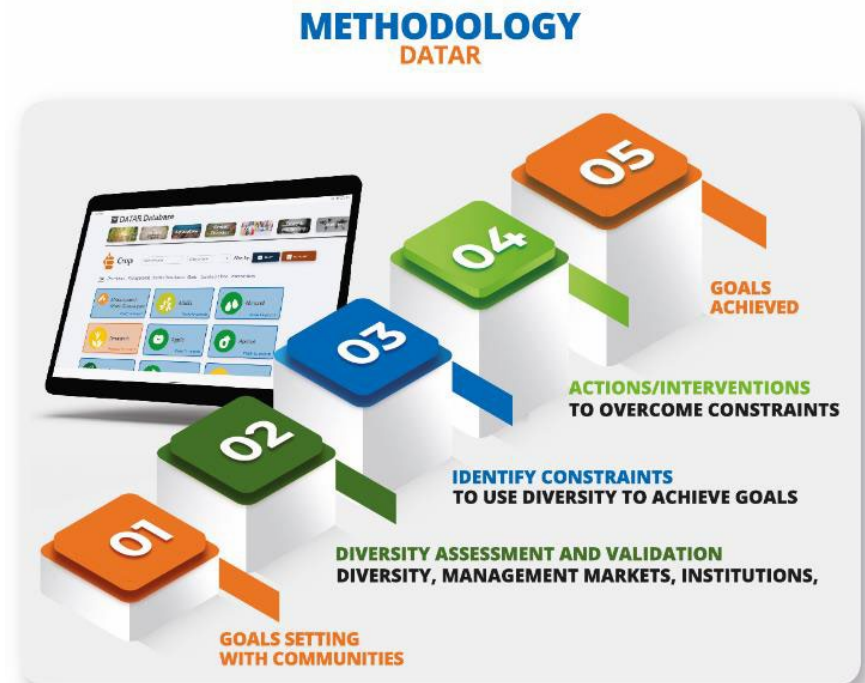 METHODOLOGY
DATAR
DATAR Database
Crop
05
04
03
02
01
GOALS
ACHIEVED
ACTIONS/INTERVENTIONS
TO OVERCOME CONSTRAINTS
IDENTIFY CONSTRAINTS
TO USE DIVERSITY TO ACHIEVE GOALS
DIVERSITY ASSESSMENT AND VALIDATION
DIVERSITY, MANAGEMENT MARKETS, INSTITUTIONS,
GOALS SETTING
WITH COMMUNITIES